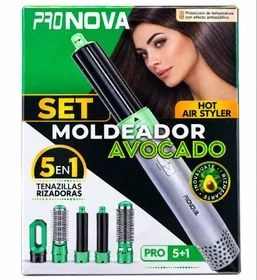 PRONOVA
Protección de temperatura
con efecto antiestático
SET
HOT
AIR STYLER
MOLDEADOR
AVOCADO
5 EN 1
TENAZILLAS
RIZADORAS
PRONOVA
PRO 5+1